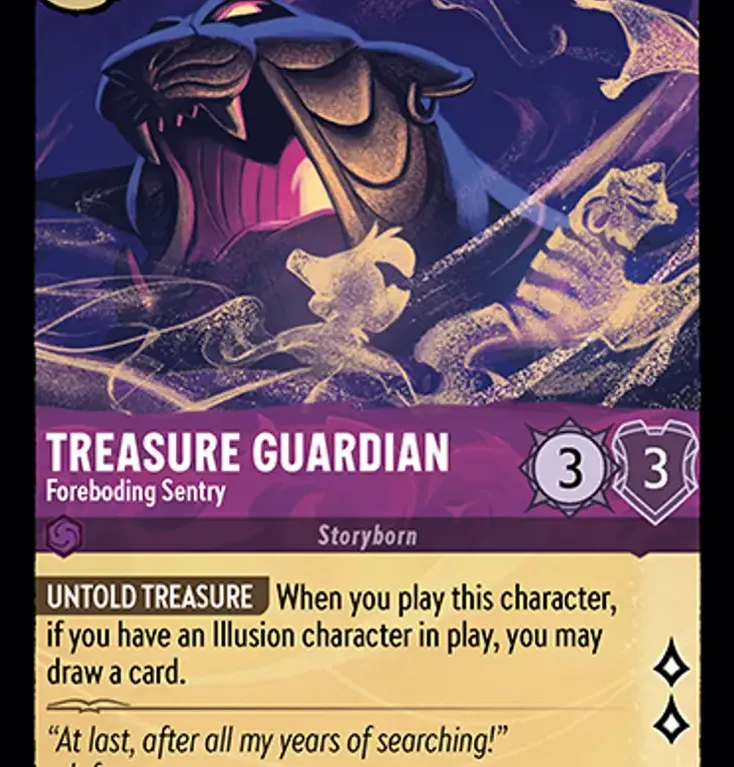 TREASURE GUARDIAN
3
3
Foreboding Sentry
Storyborn
UNTOLD TREASURE When you play this character,
if you have an Illusion character in play, you may
draw a card.
“At last, after all my years of searching!”